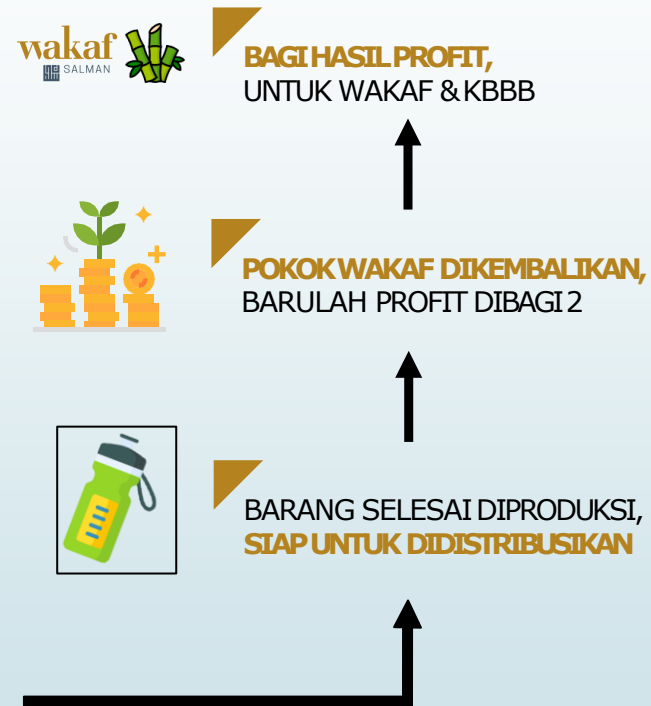 wakaf
SALMAN
BAGI HASIL PROFIT,
UNTUK WAKAF & KBBB
POKOK WAKAF DIKEMBALIKAN,
BARULAH PROFIT DIBAGI 2
BARANG SELESAI DIPRODUKSI,
SIAP UNTUK DIDISTRIBUSIKAN